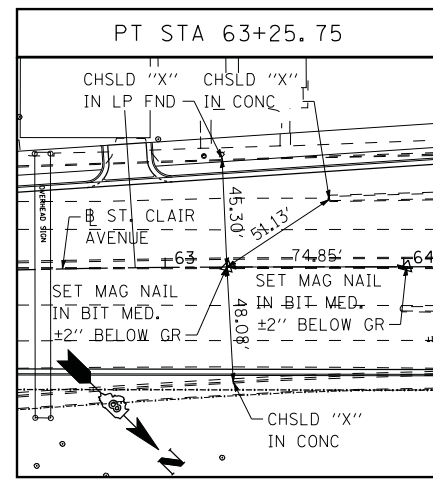 PT STA 63+25.75
CHSLD "X"
IN LP FND
CHSLD "X"
IN CONC
OVERHEAD SIGN
45.30'
51.13'
BL ST. CLAIR
AVENUE
63
74.85'
64
SET MAG NAIL
IN BIT MED.
±2" BELOW GR
SET MAG NAIL
IN BIT MED.
±2" BELOW GR
48.08'
CHSLD "X"
IN CONC
N